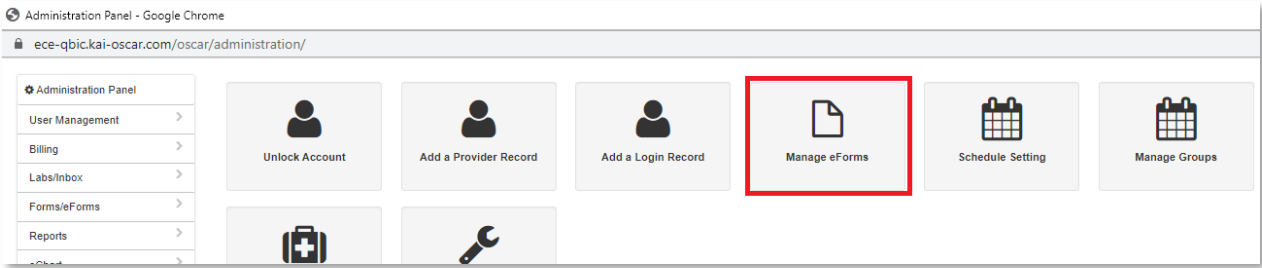 Administration Panel - Google Chrome
ece-qbic.kai-oscar.com/oscar/administration/
Administration Panel
User Management
Billing
Labs/Inbox
Forms/eForms
Reports
eChart
Unlock Account
Add a Provider Record
Add a Login Record
Manage eForms
Schedule Setting
Manage Groups